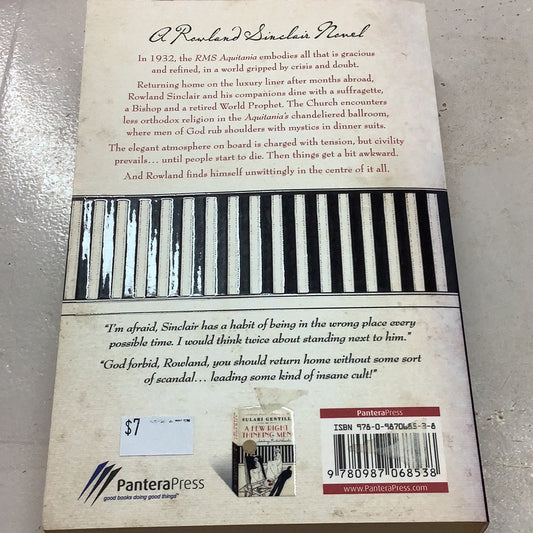 A Rowland Sinclair Novel
In 1932, the RMS Aquitania embodies all that is gracious
and refined, in a world gripped by crisis and doubt.
Returning home on the luxury liner after months abroad,
Rowland Sinclair and his companions dine with a suffragette,
a Bishop and a retired World Prophet. The Church encounters
less orthodox religion in the Aquitania's chandeliered ballroom,
where men of God rub shoulders with mystics in dinner suits.
The elegant atmosphere on board is charged with tension, but civility
prevails… until people start to die. Then things get a bit awkward.
And Rowland finds himself unwittingly in the centre of it all.
"I'm afraid, Sinclair has a habit of being in the wrong place every
possible time. I would think twice about standing next to him."
"God forbid, Rowland, you should return home without some sort
of scandal… leading some kind of insane cult!"
$7
PanteraPress
good books doing good things™
SULARI GENTILL
A FEW RIGHT
THINKING MEN
PanteraPress
ISBN 978-0-9870685-3-8
9 780987 068538
www.PanteraPress.com